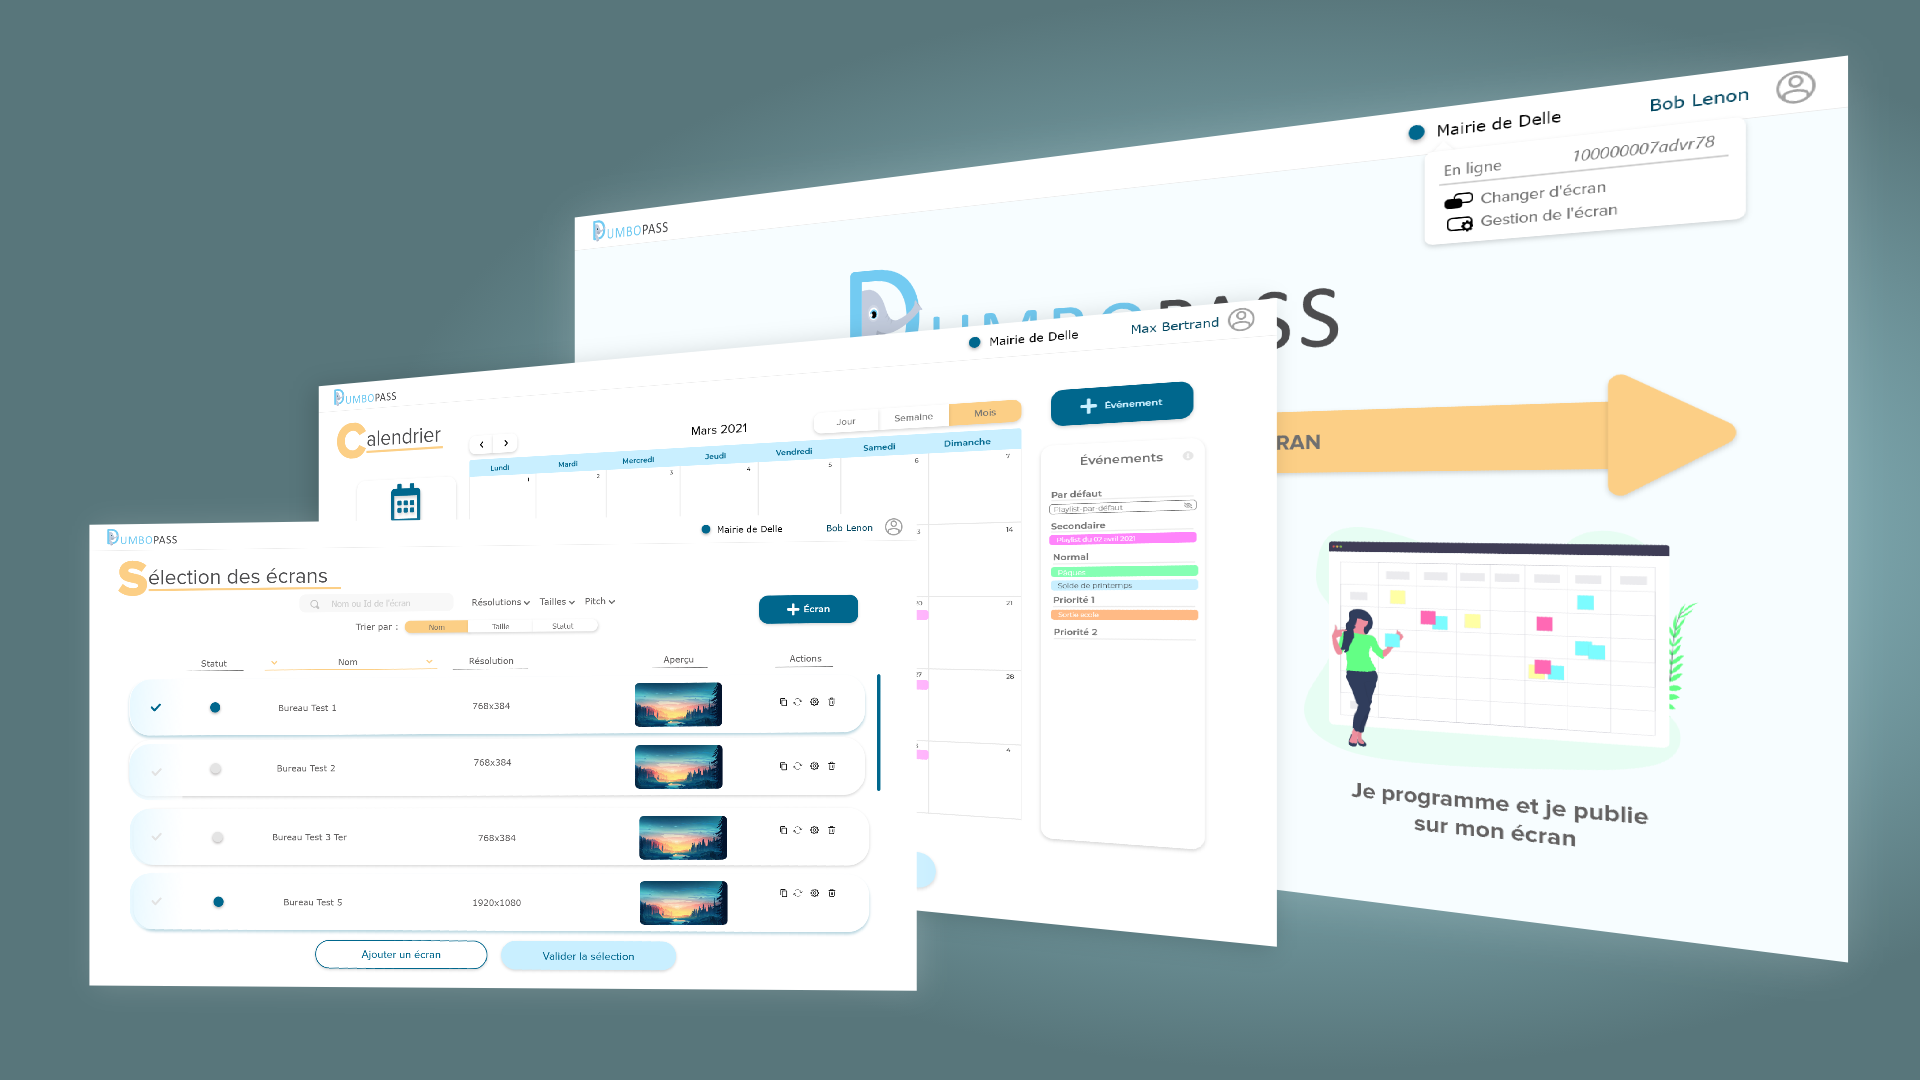 DUMBOPASS
Mairie de Delle
Bob Lenon
En ligne
100000007advr78
Changer d'écran
Gestion de l'écran
DUMBOPASS
RAN
Je programme et je publie
sur mon écran
DUMBOPASS
Mairie de Delle
Max Bertrand
Calendrier
Mars 2021
Jour
Semaine
Mois
Événement
Lundi
Mardi
Mercredi
Jeudi
Vendredi
Samedi
Dimanche
1
2
3
4
5
6
7
14
21
28
4
Événements
Par défaut
Playlist-par-défaut
Secondaire
Playlist du 02 avril 2021
Normal
Pâques
Solde de printemps
Priorité 1
Sortie école
Priorité 2
DUMBOPASS
Mairie de Delle
Bob Lenon
Sélection des écrans
Nom ou Id de l'écran
Résolutions
Tailles
Pitch
Écran
Trier par :
Nom
Taille
Statut
Statut
Nom
Résolution
Aperçu
Actions
Bureau Test 1
768x384
Bureau Test 2
768x384
Bureau Test 3 Ter
768x384
Bureau Test 5
1920x1080
Ajouter un écran
Valider la sélection